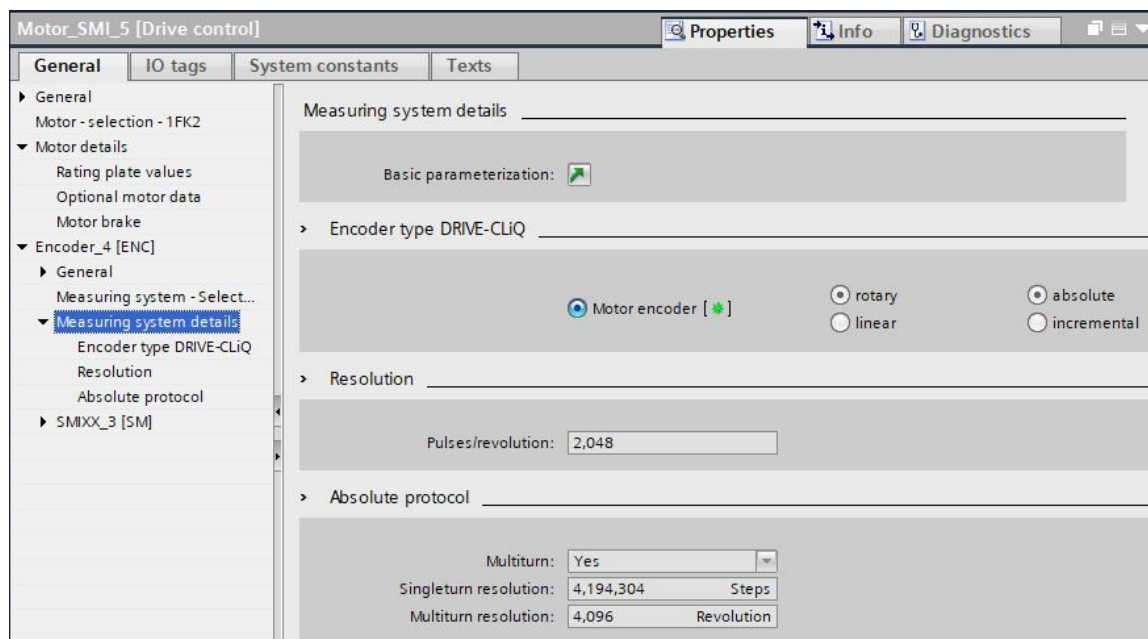 Motor_SMI_5 [Drive control]
Properties
Info
Diagnostics
General
IO tags
System constants
Texts
General
Motor - selection - 1FK2
Motor details
Rating plate values
Optional motor data
Motor brake
Encoder_4 [ENC]
General
Measuring system - Select...
Measuring system details
Encoder type DRIVE-CLiQ
Resolution
Absolute protocol
SMIXX_3 [SM]
Measuring system details
Basic parameterization:
Encoder type DRIVE-CLiQ
Motor encoder [ * ]
rotary
absolute
linear
incremental
Resolution
Pulses/revolution: 2,048
Absolute protocol
Multiturn: Yes
Singleturn resolution: 4,194,304 Steps
Multiturn resolution: 4,096 Revolution